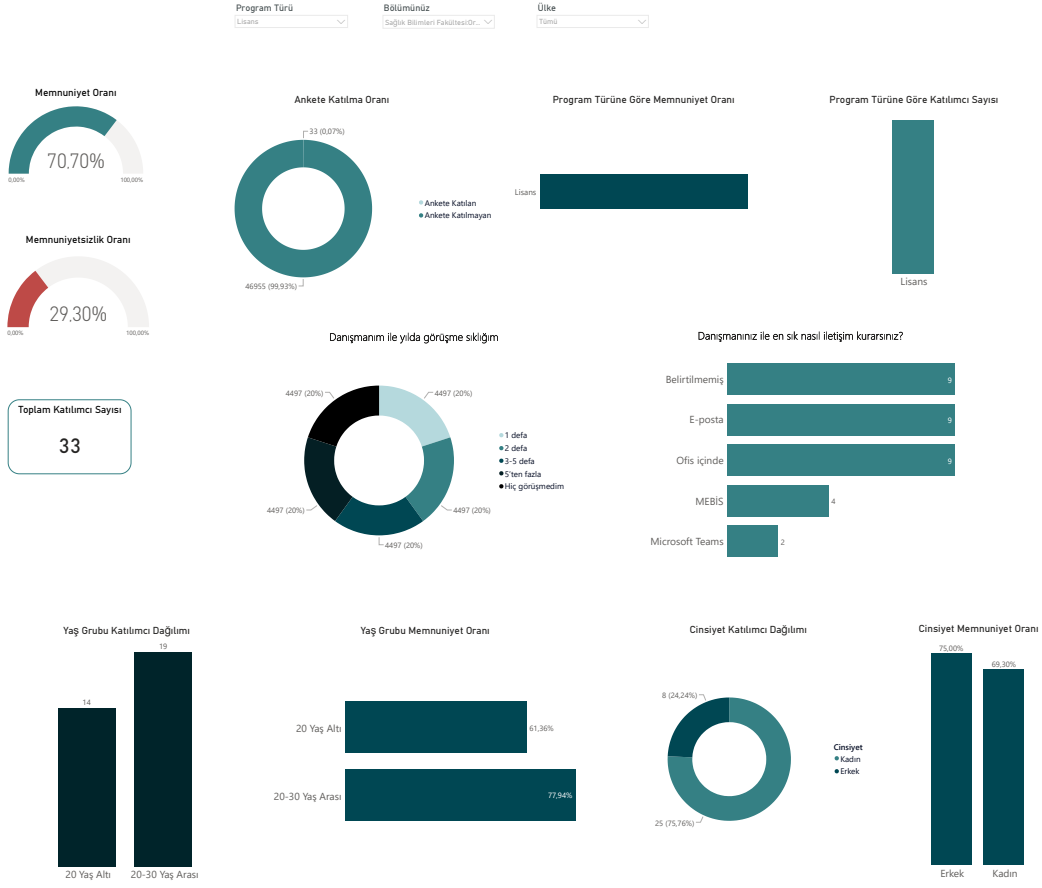 Program Türü
Lisans
Bölümünüz
Sağlık Bilimleri Fakültesi:Or...
Ülke
Tümü
Memnuniyet Oranı
70,70%
0,00%
100,00%
Ankete Katılma Oranı
33 (0,07%)
46955 (99,93%)
Ankete Katılan
Ankete Katılmayan
Program Türüne Göre Memnuniyet Oranı
Lisans
Program Türüne Göre Katılımcı Sayısı
Lisans
Memnuniyetsizlik Oranı
29,30%
0,00%
100,00%
Toplam Katılımcı Sayısı
33
Danışmanım ile yılda görüşme sıklığım
4497 (20%)
4497 (20%)
4497 (20%)
4497 (20%)
4497 (20%)
1 defa
2 defa
3-5 defa
5'ten fazla
Hiç görüşmedim
Danışmanınız ile en sık nasıl iletişim kurarsınız?
Belirtilmemiş
9
E-posta
9
Ofis içinde
9
MEBİS
4
Microsoft Teams
2
Yaş Grubu Katılımcı Dağılımı
14
19
20 Yaş Altı
20-30 Yaş Arası
Yaş Grubu Memnuniyet Oranı
20 Yaş Altı
61,36%
20-30 Yaş Arası
77,94%
Cinsiyet Katılımcı Dağılımı
8 (24,24%)
25 (75,76%)
Cinsiyet
Kadın
Erkek
Cinsiyet Memnuniyet Oranı
75,00%
69,30%
Erkek
Kadın